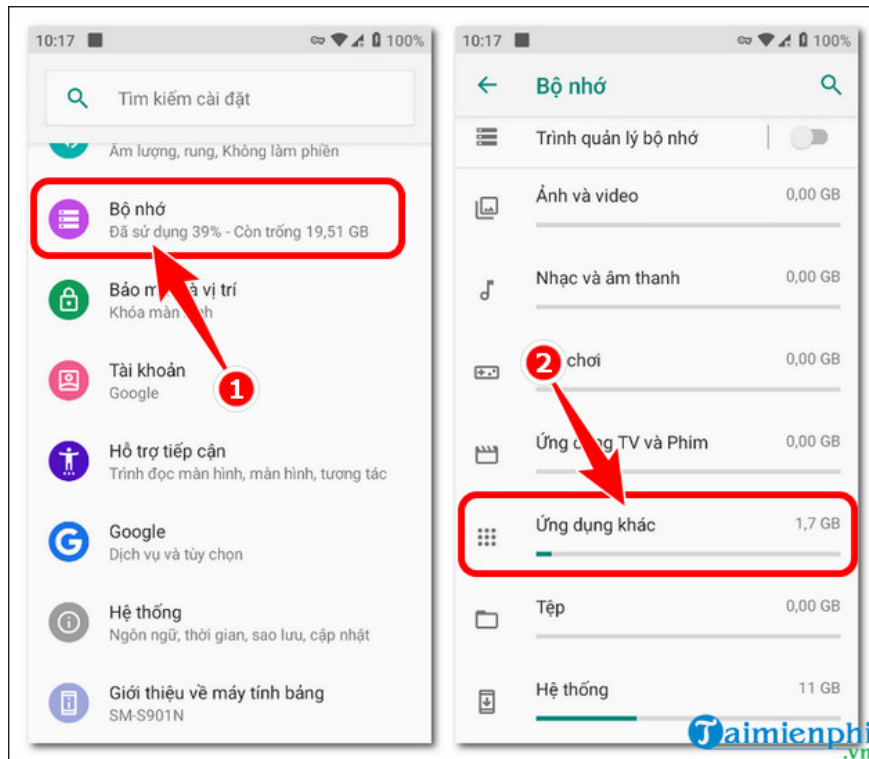 10:17
100%
Tìm kiếm cài đặt
Âm lượng, rung, Không làm phiền
Bộ nhớ
Đã sử dụng 39% - Còn trống 19,51 GB
Bảo m à vị trí
Khóa màn h
Tài khoản
Google
1
Hỗ trợ tiếp cận
Trình đọc màn hình, màn hình, tương tác
Google
Dịch vụ và tùy chọn
Hệ thống
Ngôn ngữ, thời gian, sao lưu, cập nhật
Giới thiệu về máy tính bảng
SM-S901N
10:17
100%
Bộ nhớ
Trình quản lý bộ nhớ
Ảnh và video 0,00 GB
Nhạc và âm thanh 0,00 GB
2 chơi 0,00 GB
Ứng dụng TV và Phim 0,00 GB
Ứng dụng khác 1,7 GB
Tệp 0,00 GB
Hệ thống 11 GB
Taimienphi
.vn